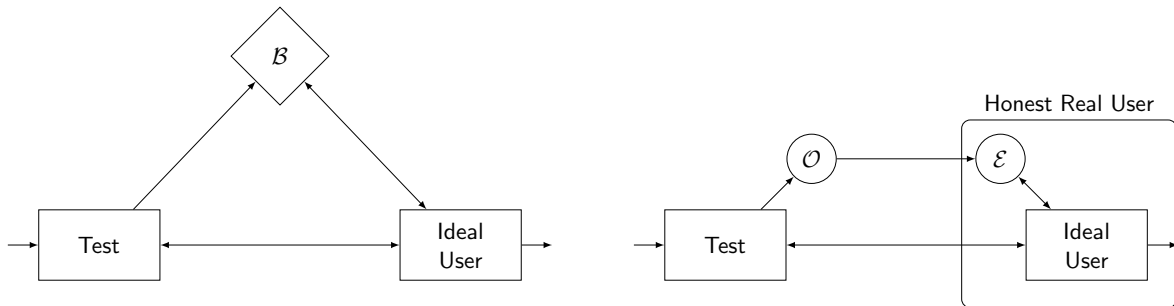 ℬ
Test
Ideal
User
Honest Real User
𝒪
ℰ
Test
Ideal
User